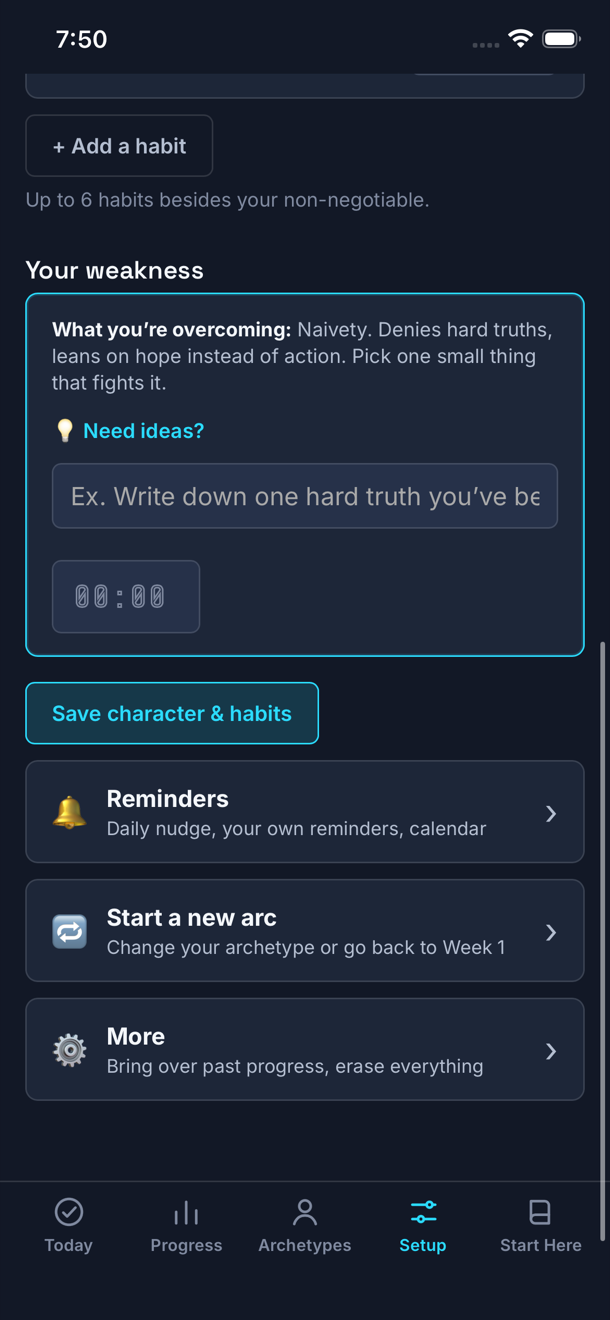 7:50
+ Add a habit
Up to 6 habits besides your non-negotiable.
Your weakness
What you’re overcoming: Naivety. Denies hard truths,
leans on hope instead of action. Pick one small thing
that fights it.
Need ideas?
Ex. Write down one hard truth you’ve be
00:00
Save character & habits
Reminders
Daily nudge, your own reminders, calendar
Start a new arc
Change your archetype or go back to Week 1
More
Bring over past progress, erase everything
Today
Progress
Archetypes
Setup
Start Here